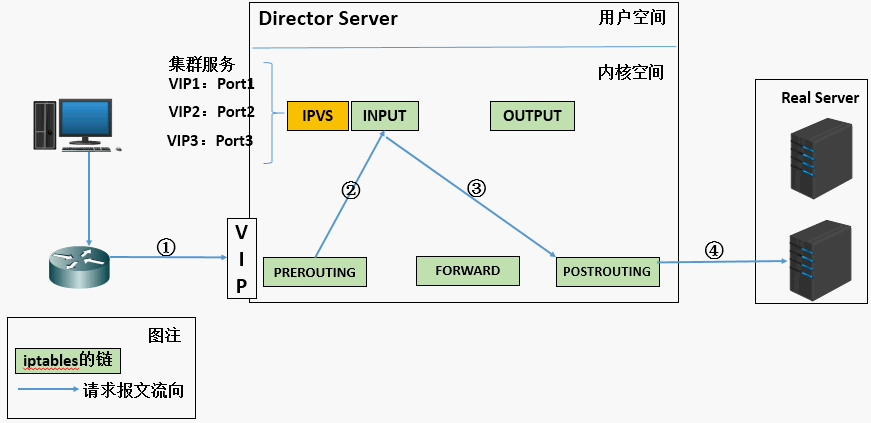 Director Server
用户空间
集群服务
VIP1：Port1
VIP2：Port2
VIP3：Port3
内核空间
IPVS
INPUT
OUTPUT
Real Server
②
③
①
④
V
I
P
PREROUTING
FORWARD
POSTROUTING
图注
iptables的链
请求报文流向